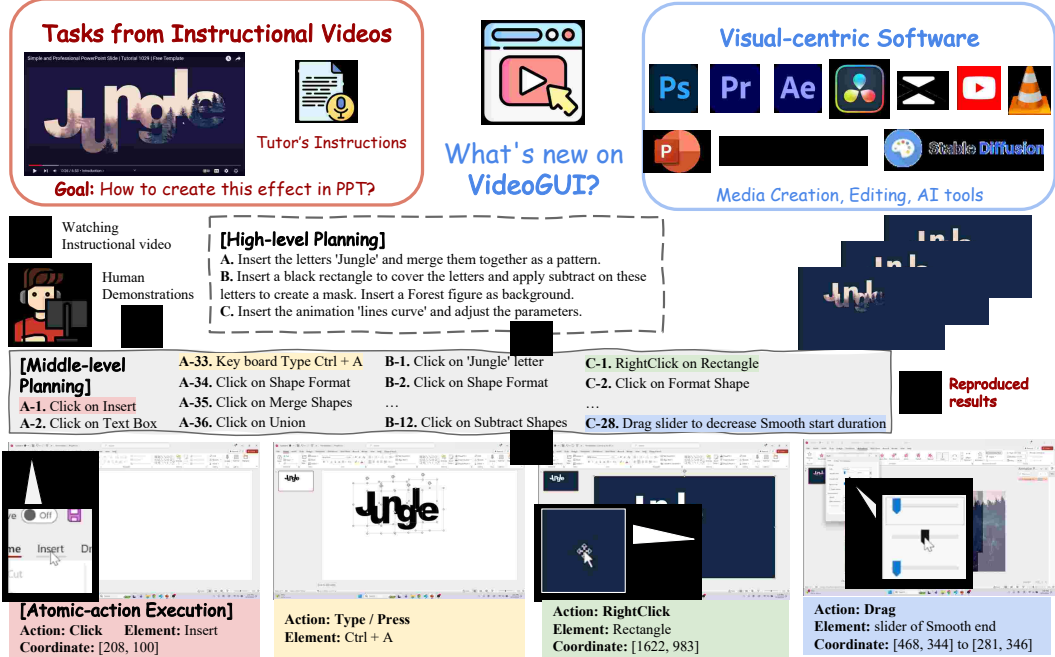 Tasks from Instructional Videos
Simple and Professional PowerPoint Slide | Tutorial 1029 | Free Template
Jungle
Tutor's Instructions
Goal: How to create this effect in PPT?
What's new on
VideoGUI?
Visual-centric Software
Ps
Pr
Ae
P
Stable Diffusion
Media Creation, Editing, AI tools
Watching
Instructional video
Human
Demonstrations
[High-level Planning]
A. Insert the letters 'Jungle' and merge them together as a pattern.
B. Insert a black rectangle to cover the letters and apply subtract on these
letters to create a mask. Insert a Forest figure as background.
C. Insert the animation 'lines curve' and adjust the parameters.
Jungle
[Middle-level
Planning]
A-1. Click on Insert
A-2. Click on Text Box
A-33. Key board Type Ctrl + A
A-34. Click on Shape Format
A-35. Click on Merge Shapes
A-36. Click on Union
B-1. Click on 'Jungle' letter
B-2. Click on Shape Format
…
B-12. Click on Subtract Shapes
C-1. RightClick on Rectangle
C-2. Click on Format Shape
…
C-28. Drag slider to decrease Smooth start duration
Reproduced
results
Off
Insert
Cut
Jungle
[Atomic-action Execution]
Action: Click Element: Insert
Coordinate: [208, 100]
Action: Type / Press
Element: Ctrl + A
Action: RightClick
Element: Rectangle
Coordinate: [1622, 983]
Action: Drag
Element: slider of Smooth end
Coordinate: [468, 344] to [281, 346]